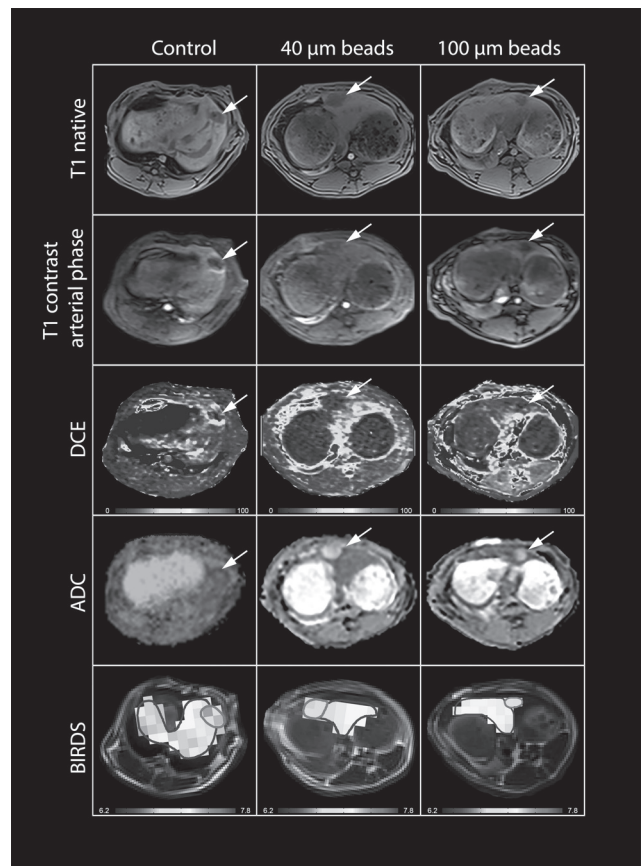 Control
40 μm beads
100 μm beads
T1 native
T1 contrast
arterial phase
DCE
0
100
0
100
0
100
ADC
BIRDS
6.2
7.8
6.2
7.8
6.2
7.8